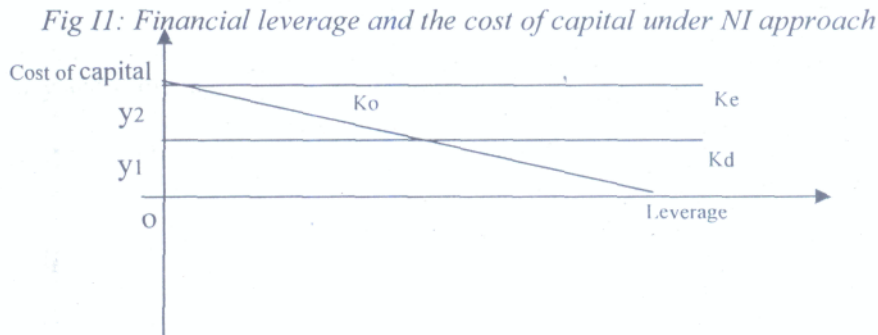 Fig I1: Financial leverage and the cost of capital under NI approach
Cost of capital
Ko
Ke
y2
Kd
y1
Leverage
O